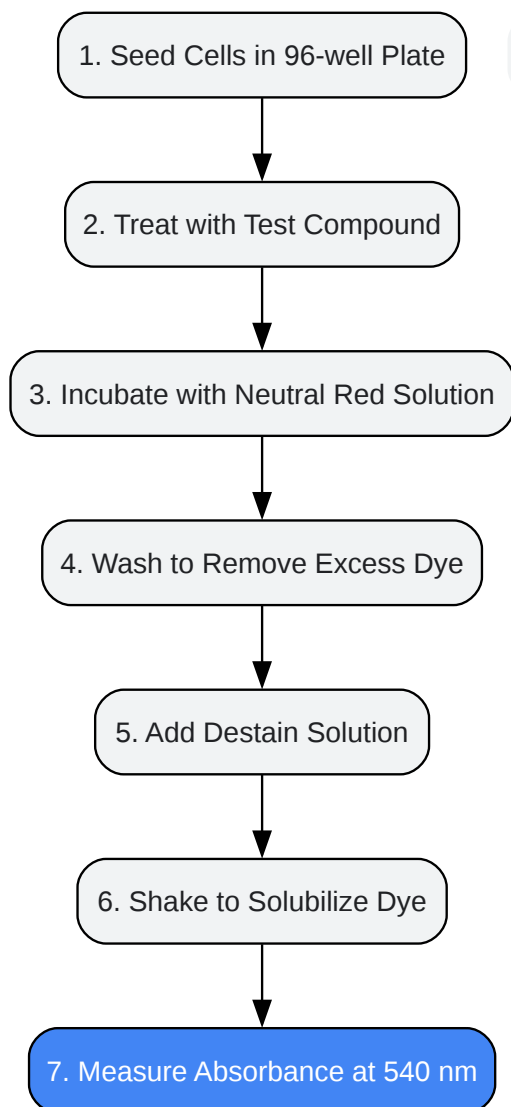 1. Seed Cells in 96-well Plate
2. Treat with Test Compound
3. Incubate with Neutral Red Solution
4. Wash to Remove Excess Dye
5. Add Destain Solution
6. Shake to Solubilize Dye
7. Measure Absorbance at 540 nm